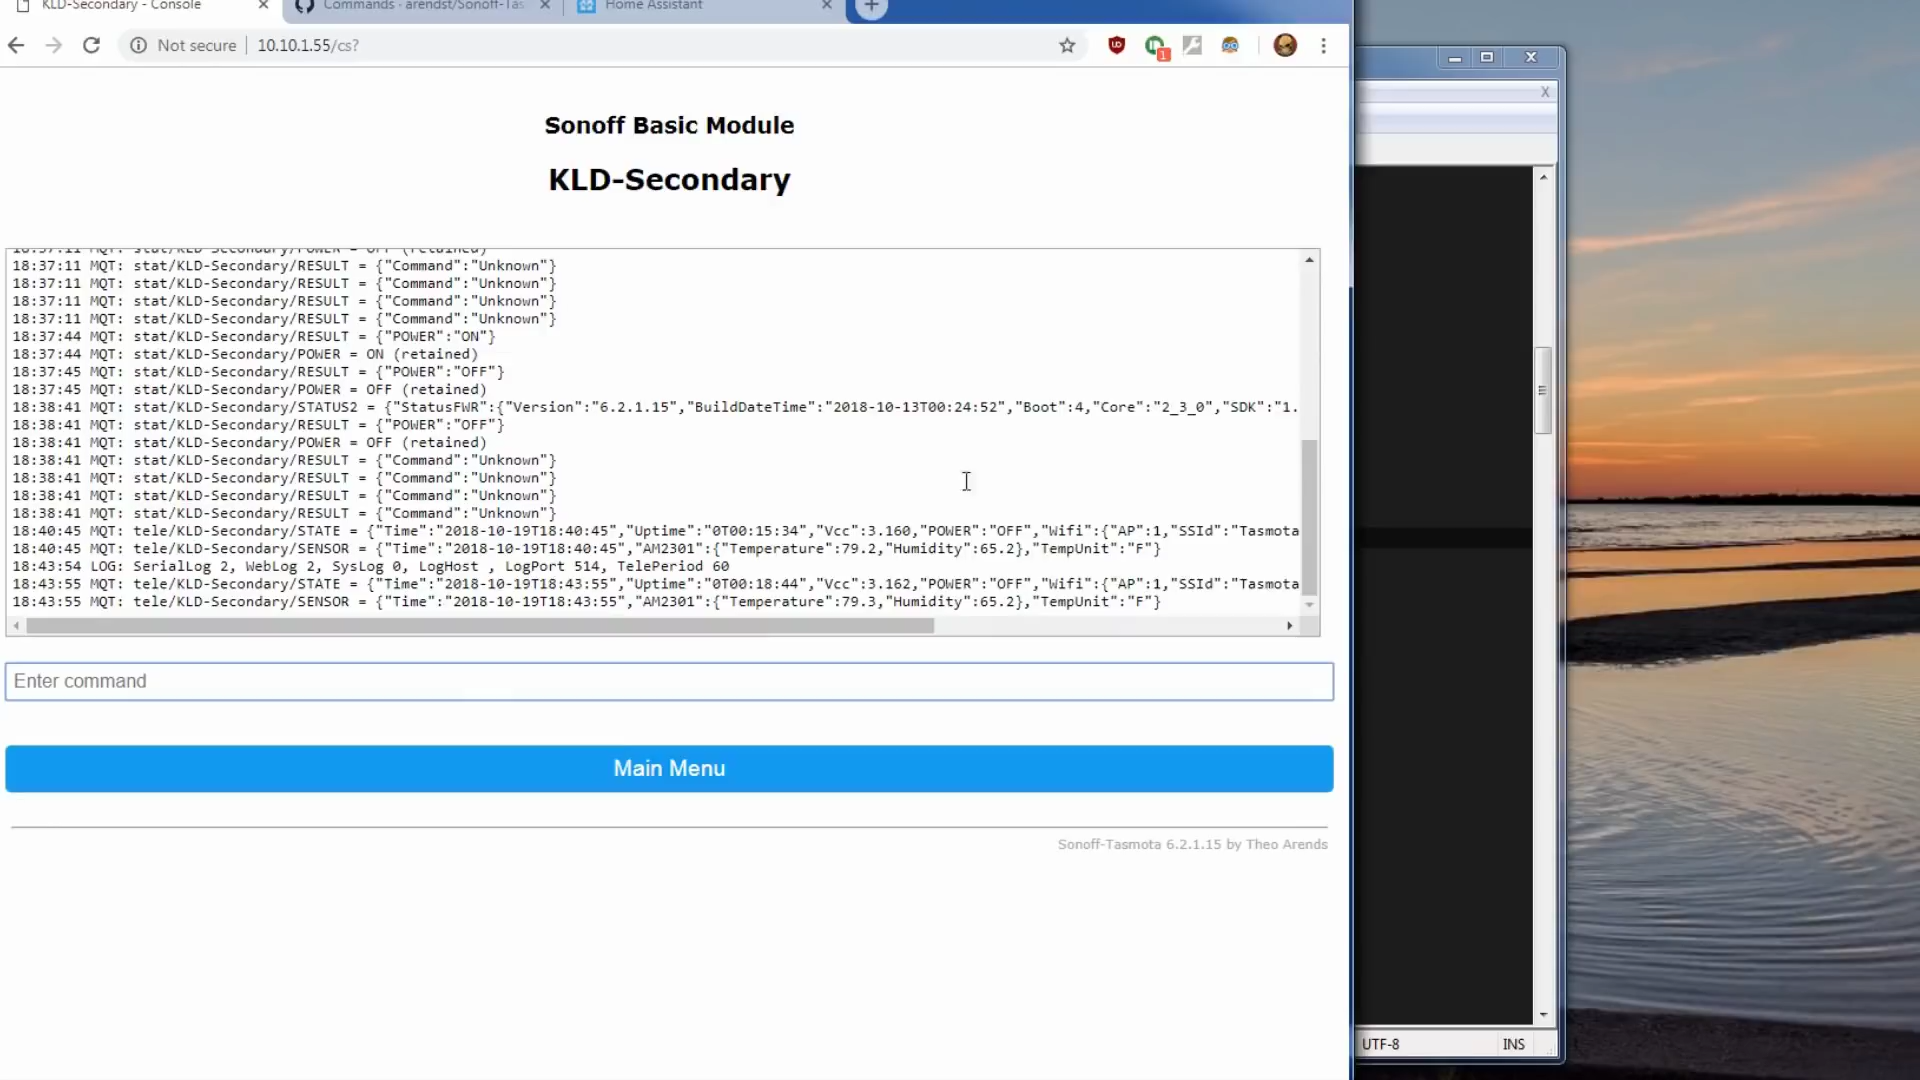 KLD-Secondary - Console
Commands · arendst/Sonoff-Tas
Home Assistant
Not secure
10.10.1.55/cs?
1
Sonoff Basic Module
KLD-Secondary
18:37:11 MQT: stat/KLD-Secondary/POWER = OFF (retained)
18:37:11 MQT: stat/KLD-Secondary/RESULT = {"Command":"Unknown"}
18:37:11 MQT: stat/KLD-Secondary/RESULT = {"Command":"Unknown"}
18:37:11 MQT: stat/KLD-Secondary/RESULT = {"Command":"Unknown"}
18:37:11 MQT: stat/KLD-Secondary/RESULT = {"Command":"Unknown"}
18:37:44 MQT: stat/KLD-Secondary/RESULT = {"POWER":"ON"}
18:37:44 MQT: stat/KLD-Secondary/POWER = ON (retained)
18:37:45 MQT: stat/KLD-Secondary/RESULT = {"POWER":"OFF"}
18:37:45 MQT: stat/KLD-Secondary/POWER = OFF (retained)
18:38:41 MQT: stat/KLD-Secondary/STATUS2 = {"StatusFWR":{"Version":"6.2.1.15","BuildDateTime":"2018-10-13T00:24:52","Boot":4,"Core":"2_3_0","SDK":"1.
18:38:41 MQT: stat/KLD-Secondary/RESULT = {"POWER":"OFF"}
18:38:41 MQT: stat/KLD-Secondary/POWER = OFF (retained)
18:38:41 MQT: stat/KLD-Secondary/RESULT = {"Command":"Unknown"}
18:38:41 MQT: stat/KLD-Secondary/RESULT = {"Command":"Unknown"}
18:38:41 MQT: stat/KLD-Secondary/RESULT = {"Command":"Unknown"}
18:38:41 MQT: stat/KLD-Secondary/RESULT = {"Command":"Unknown"}
18:40:45 MQT: tele/KLD-Secondary/STATE = {"Time":"2018-10-19T18:40:45","Uptime":"0T00:15:34","Vcc":3.160,"POWER":"OFF","Wifi":{"AP":1,"SSId":"Tasmota
18:40:45 MQT: tele/KLD-Secondary/SENSOR = {"Time":"2018-10-19T18:40:45","AM2301":{"Temperature":79.2,"Humidity":65.2},"TempUnit":"F"}
18:43:54 LOG: SerialLog 2, WebLog 2, SysLog 0, LogHost , LogPort 514, TelePeriod 60
18:43:55 MQT: tele/KLD-Secondary/STATE = {"Time":"2018-10-19T18:43:55","Uptime":"0T00:18:44","Vcc":3.162,"POWER":"OFF","Wifi":{"AP":1,"SSId":"Tasmota
18:43:55 MQT: tele/KLD-Secondary/SENSOR = {"Time":"2018-10-19T18:43:55","AM2301":{"Temperature":79.3,"Humidity":65.2},"TempUnit":"F"}
Enter command
Main Menu
Sonoff-Tasmota 6.2.1.15 by Theo Arends
UTF-8
INS